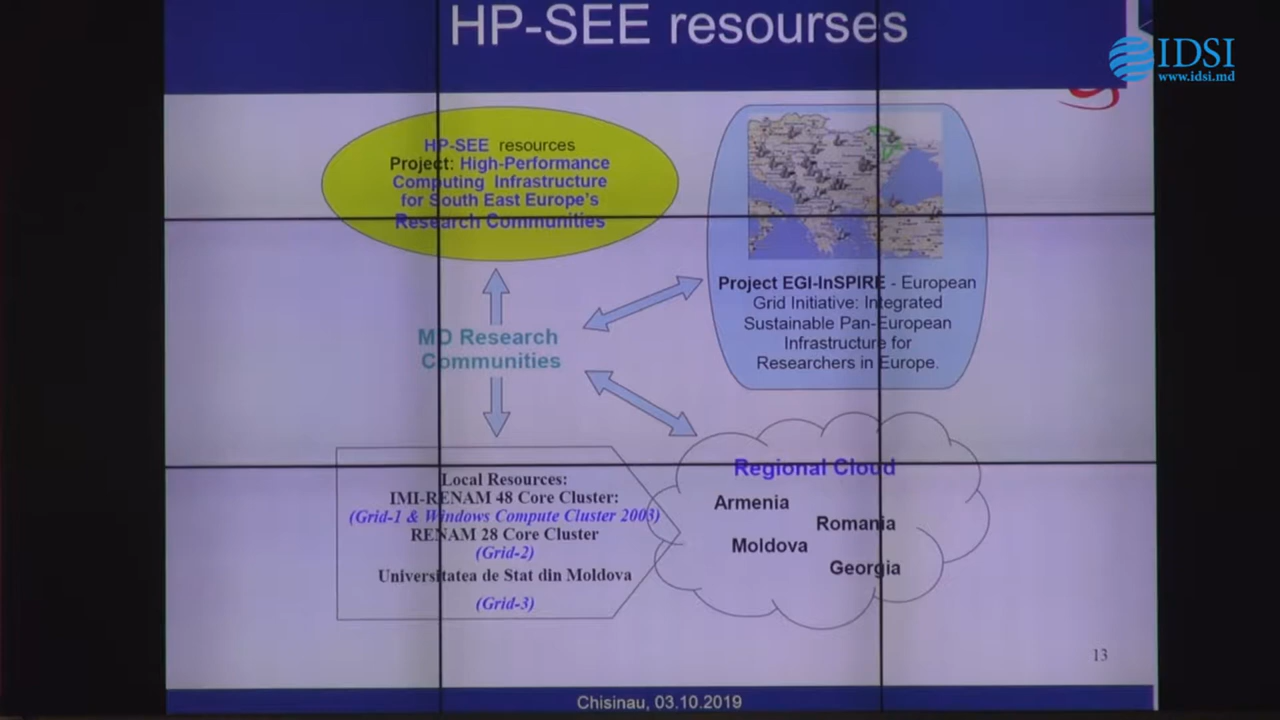 HP-SEE resourses
IDSI
www.idsi.md
HP-SEE resources
Project: High-Performance
Computing Infrastructure
for South East Europe's
Research Communities
Project EGI-InSPIRE - European
Grid Initiative: Integrated
Sustainable Pan-European
Infrastructure for
Researchers in Europe.
MD Research
Communities
Local Resources:
IMI-RENAM 48 Core Cluster:
(Grid-1 & Windows Compute Cluster 2003)
RENAM 28 Core Cluster
(Grid-2)
Universitatea de Stat din Moldova
(Grid-3)
Regional Cloud
Armenia
Romania
Moldova
Georgia
13
Chisinau, 03.10.2019